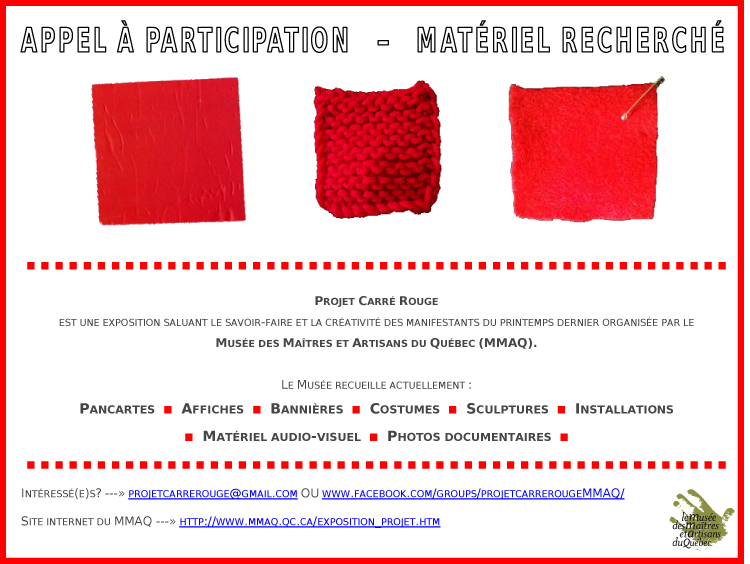 APPEL À PARTICIPATION - MATÉRIEL RECHERCHÉ
PROJET CARRÉ ROUGE
EST UNE EXPOSITION SALUANT LE SAVOIR-FAIRE ET LA CRÉATIVITÉ DES MANIFESTANTS DU PRINTEMPS DERNIER ORGANISÉE PAR LE
MUSÉE DES MAÎTRES ET ARTISANS DU QUÉBEC (MMAQ).
LE MUSÉE RECUEILLE ACTUELLEMENT :
PANCARTES ■ AFFICHES ■ BANNIÈRES ■ COSTUMES ■ SCULPTURES ■ INSTALLATIONS
■ MATÉRIEL AUDIO-VISUEL ■ PHOTOS DOCUMENTAIRES ■
INTÉRESSÉ(E)S? ---» PROJETCARREROUGE@GMAIL.COM OU WWW.FACEBOOK.COM/GROUPS/PROJETCARREROUGEMMAQ/
SITE INTERNET DU MMAQ ---» HTTP://WWW.MMAQ.QC.CA/EXPOSITION_PROJET.HTM
le musée
des maîtres
et artisans
du Québec